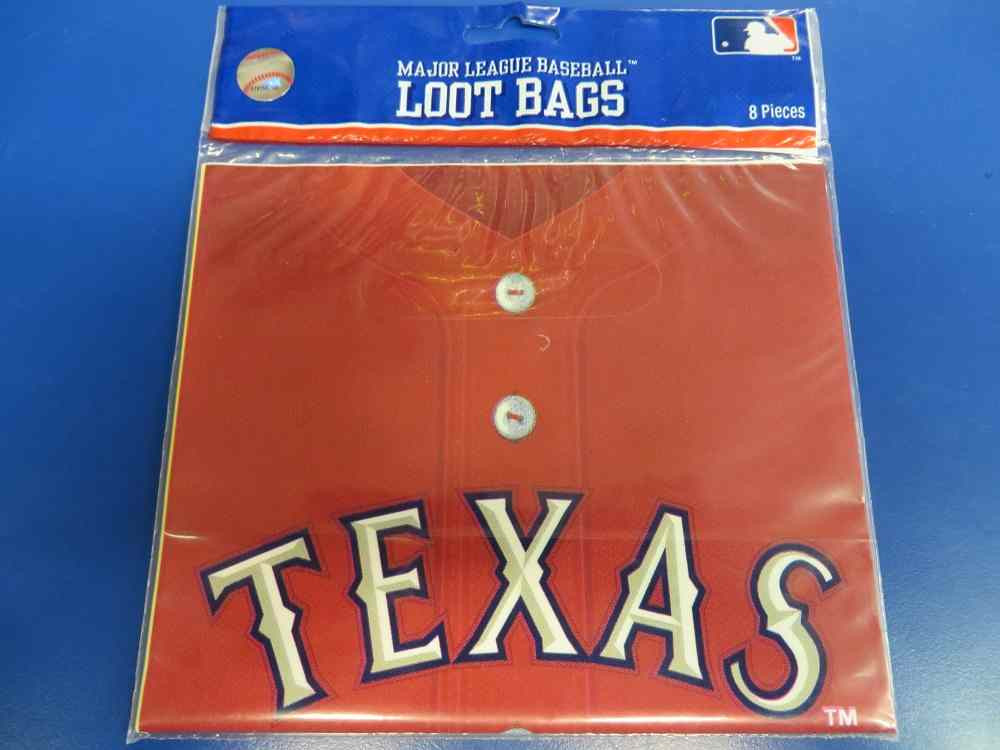 MAJOR LEAGUE BASEBALL™
LOOT BAGS
8 Pieces
TM
TEXAS
TM